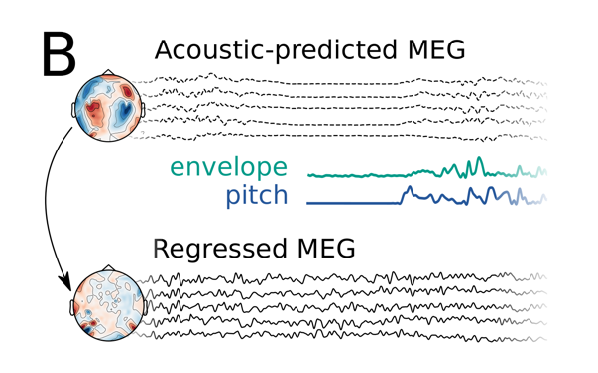 B
Acoustic-predicted MEG
envelope
pitch
Regressed MEG